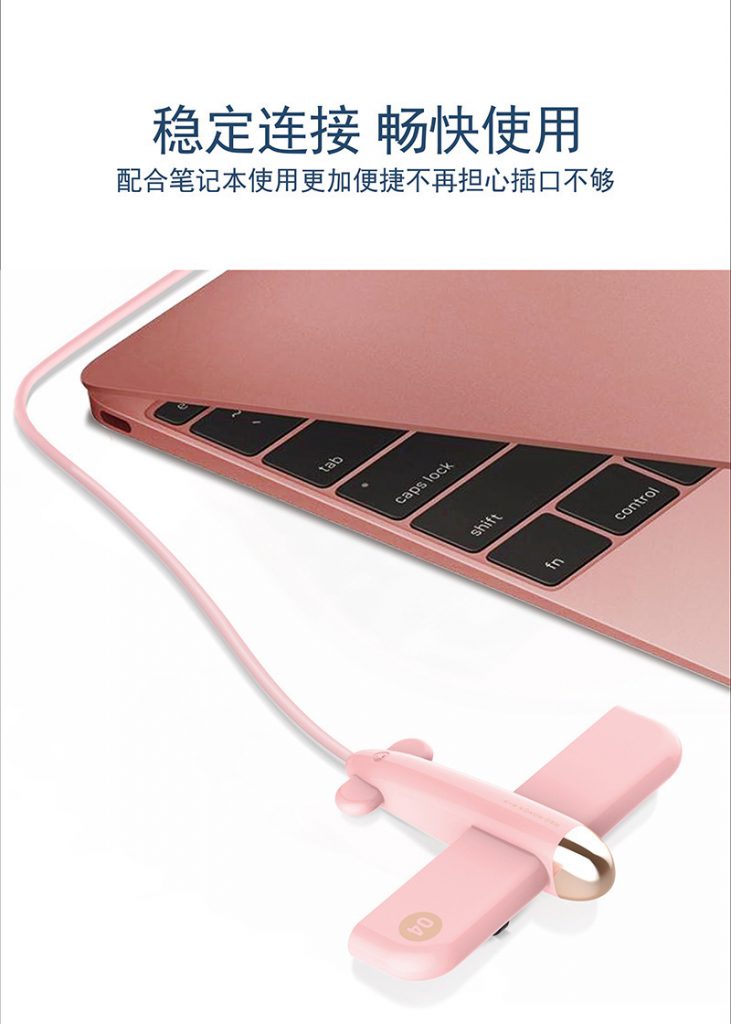 稳定连接 畅快使用
配合笔记本使用更加便捷不再担心插口不够
tab
caps lock
shift
control
fn
04